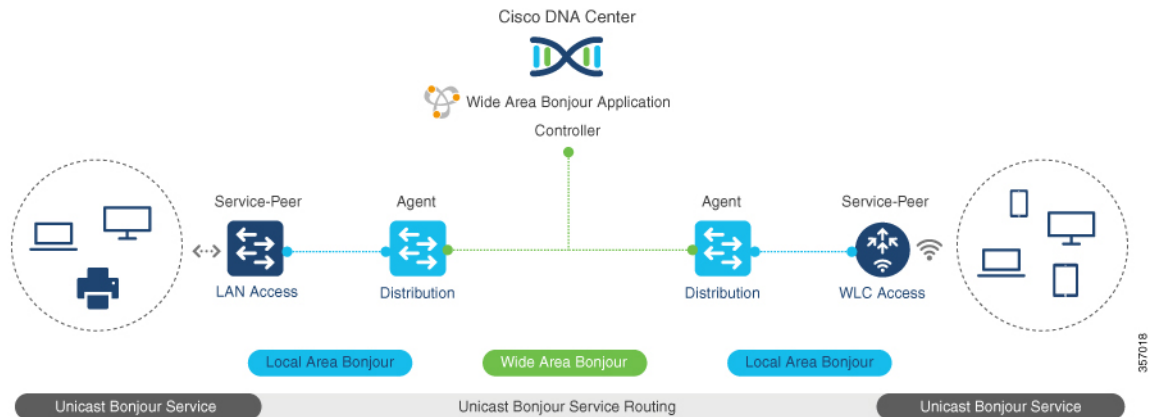 Cisco DNA Center
Wide Area Bonjour Application
Controller
Service-Peer
Agent
Agent
Service-Peer
LAN Access
Distribution
Distribution
WLC Access
Local Area Bonjour
Wide Area Bonjour
Local Area Bonjour
Unicast Bonjour Service
Unicast Bonjour Service Routing
Unicast Bonjour Service
357018